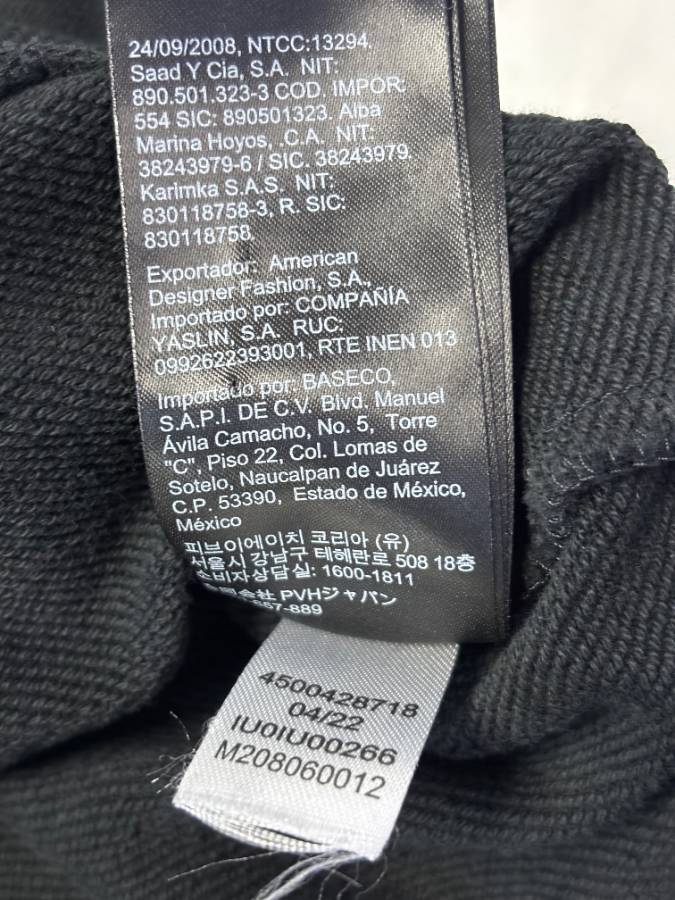 24/09/2008, NTCC:13294.
Saad Y Cia, S.A. NIT:
890.501.323-3 COD. IMPOR:
554 SIC: 890501323. Alba
Marina Hoyos, .C.A. NIT.
38243979-6 / SIC. 38243979.
Karimka S.A.S. NIT:
830118758-3, R. SIC:
830118758.
Exportador: American
Designer Fashion, S.A.,
Importado por: COMPAÑÍA
YASLIN, S.A. RUC:
0992622393001, RTE INEN 013
Importado por: BASECO,
S.A.P.I. DE C.V. Blvd. Manuel
Ávila Camacho, No. 5, Torre
"C", Piso 22, Col. Lomas de
Sotelo, Naucalpan de Juárez
C.P. 53390, Estado de México,
México
피브이에이치 코리아 (유)
서울시 강남구 테헤란로 508 18층
소비자상담실: 1600-1811
PVHジャパン
657-889
4500428718
04/22
IU0IU00266
M208060012